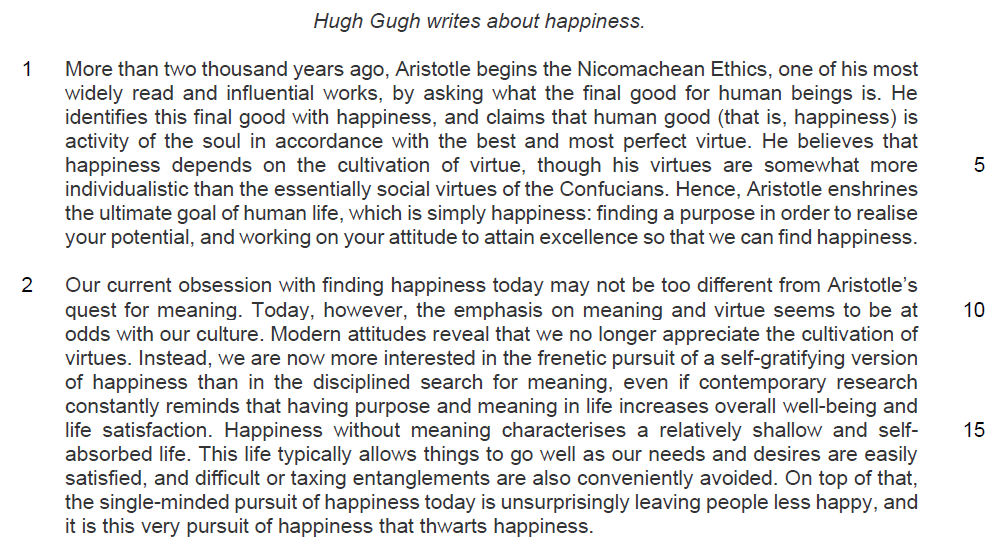 Hugh Gugh writes about happiness.
1 More than two thousand years ago, Aristotle begins the Nicomachean Ethics, one of his most
widely read and influential works, by asking what the final good for human beings is. He
identifies this final good with happiness, and claims that human good (that is, happiness) is
activity of the soul in accordance with the best and most perfect virtue. He believes that
happiness depends on the cultivation of virtue, though his virtues are somewhat more 5
individualistic than the essentially social virtues of the Confucians. Hence, Aristotle enshrines
the ultimate goal of human life, which is simply happiness: finding a purpose in order to realise
your potential, and working on your attitude to attain excellence so that we can find happiness.
2 Our current obsession with finding happiness today may not be too different from Aristotle's
quest for meaning. Today, however, the emphasis on meaning and virtue seems to be at 10
odds with our culture. Modern attitudes reveal that we no longer appreciate the cultivation of
virtues. Instead, we are now more interested in the frenetic pursuit of a self-gratifying version
of happiness than in the disciplined search for meaning, even if contemporary research
constantly reminds that having purpose and meaning in life increases overall well-being and
life satisfaction. Happiness without meaning characterises a relatively shallow and self- 15
absorbed life. This life typically allows things to go well as our needs and desires are easily
satisfied, and difficult or taxing entanglements are also conveniently avoided. On top of that,
the single-minded pursuit of happiness today is unsurprisingly leaving people less happy, and
it is this very pursuit of happiness that thwarts happiness.